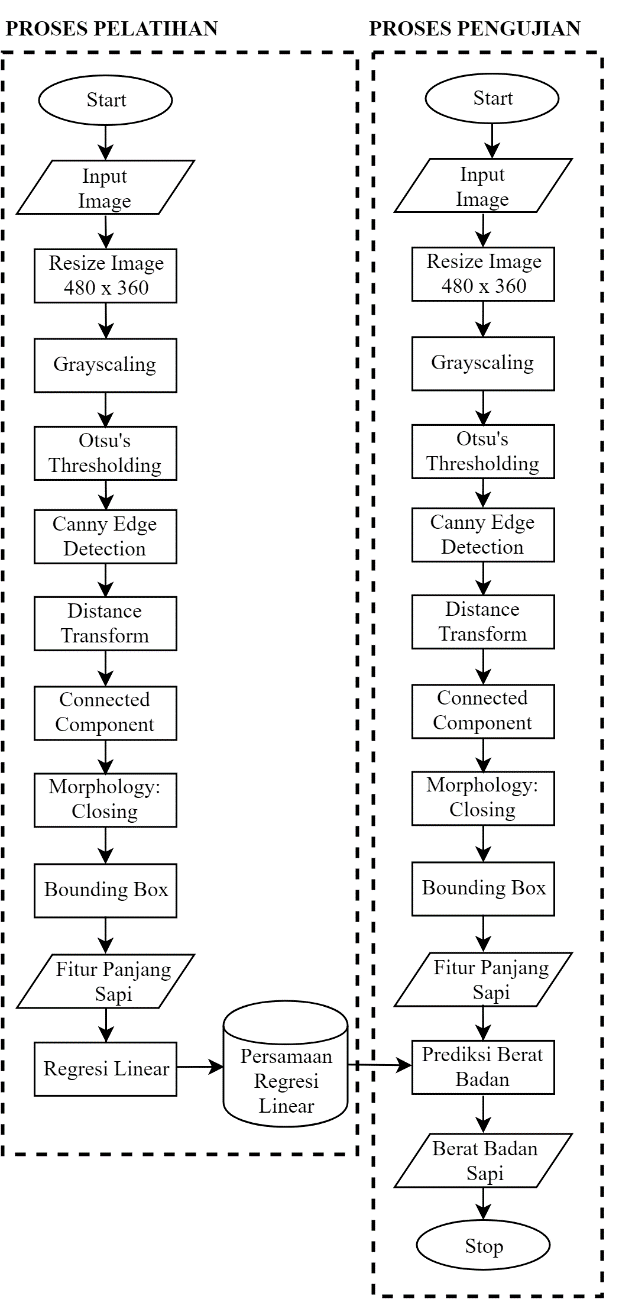 PROSES PELATIHAN
Start
Input
Image
Resize Image
480 x 360
Grayscaling
Otsu's
Thresholding
Canny Edge
Detection
Distance
Transform
Connected
Component
Morphology:
Closing
Bounding Box
Fitur Panjang
Sapi
Regresi Linear
Persamaan
Regresi
Linear
PROSES PENGUJIAN
Start
Input
Image
Resize Image
480 x 360
Grayscaling
Otsu's
Thresholding
Canny Edge
Detection
Distance
Transform
Connected
Component
Morphology:
Closing
Bounding Box
Fitur Panjang
Sapi
Prediksi Berat
Badan
Berat Badan
Sapi
Stop